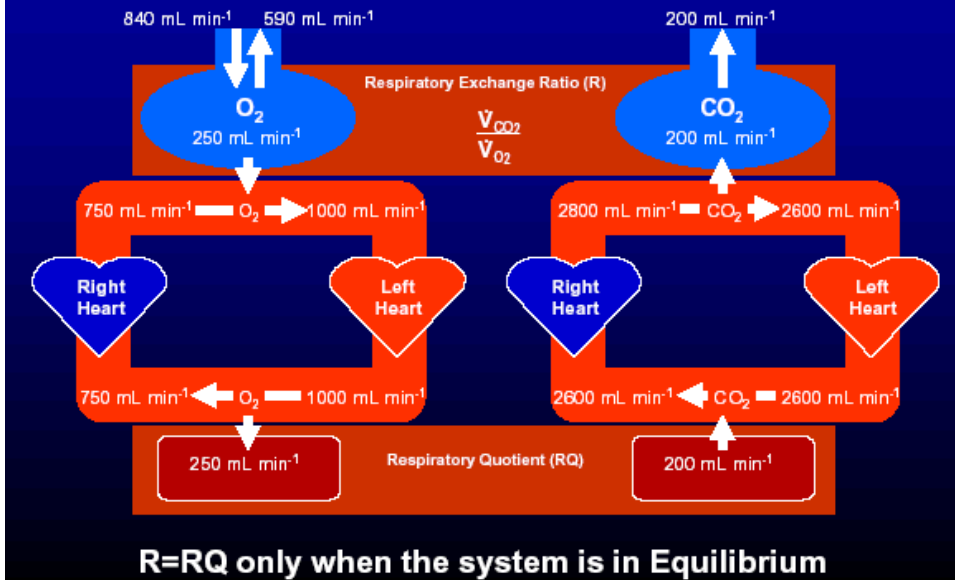 840 mL min⁻¹ 590 mL min⁻¹ 200 mL min⁻¹
Respiratory Exchange Ratio (R)
O₂ CO₂
250 mL min⁻¹ V̇CO₂ 200 mL min⁻¹
V̇O₂
750 mL min⁻¹ O₂ 1000 mL min⁻¹ 2800 mL min⁻¹ CO₂ 2600 mL min⁻¹
Right Heart Left Heart Right Heart Left Heart
750 mL min⁻¹ O₂ 1000 mL min⁻¹ 2600 mL min⁻¹ CO₂ 2600 mL min⁻¹
250 mL min⁻¹ Respiratory Quotient (RQ) 200 mL min⁻¹
R=RQ only when the system is in Equilibrium